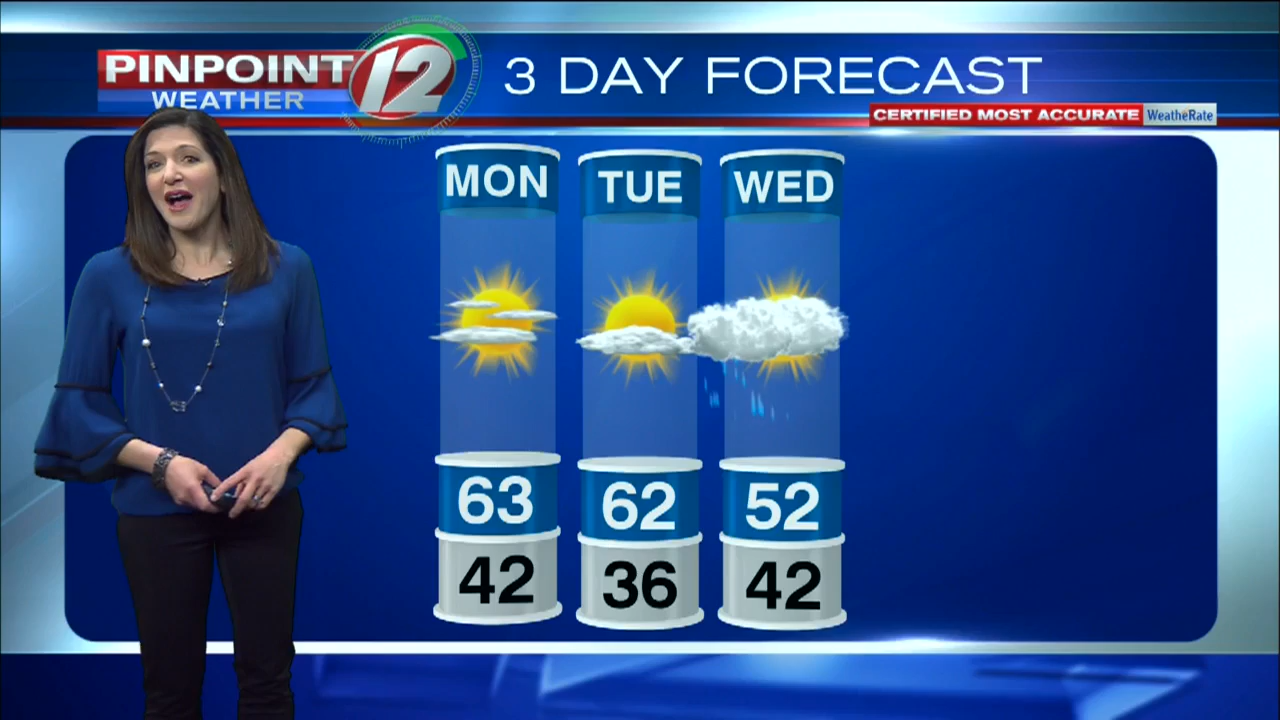 PINPOINT 12
WEATHER
3 DAY FORECAST
CERTIFIED MOST ACCURATE WeatheRate
MON TUE WED
63 62 52
42 36 42